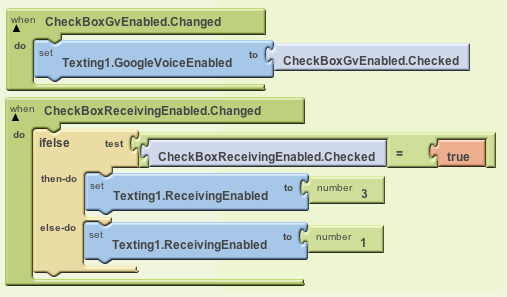 when CheckBoxGvEnabled.Changed
do set Texting1.GoogleVoiceEnabled to CheckBoxGvEnabled.Checked
when CheckBoxReceivingEnabled.Changed
do ifelse test CheckBoxReceivingEnabled.Checked = true
then-do set Texting1.ReceivingEnabled to number 3
else-do set Texting1.ReceivingEnabled to number 1